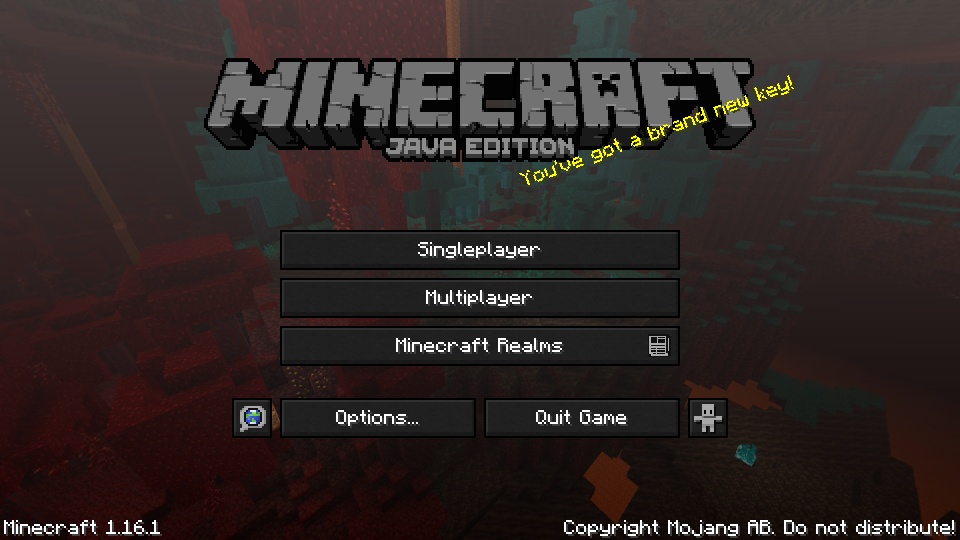 MINECRAFT
JAVA EDITION
You've got a brand new key!
Singleplayer
Multiplayer
Minecraft Realms
Options...
Quit Game
Minecraft 1.16.1
Copyright Mojang AB. Do not distribute!